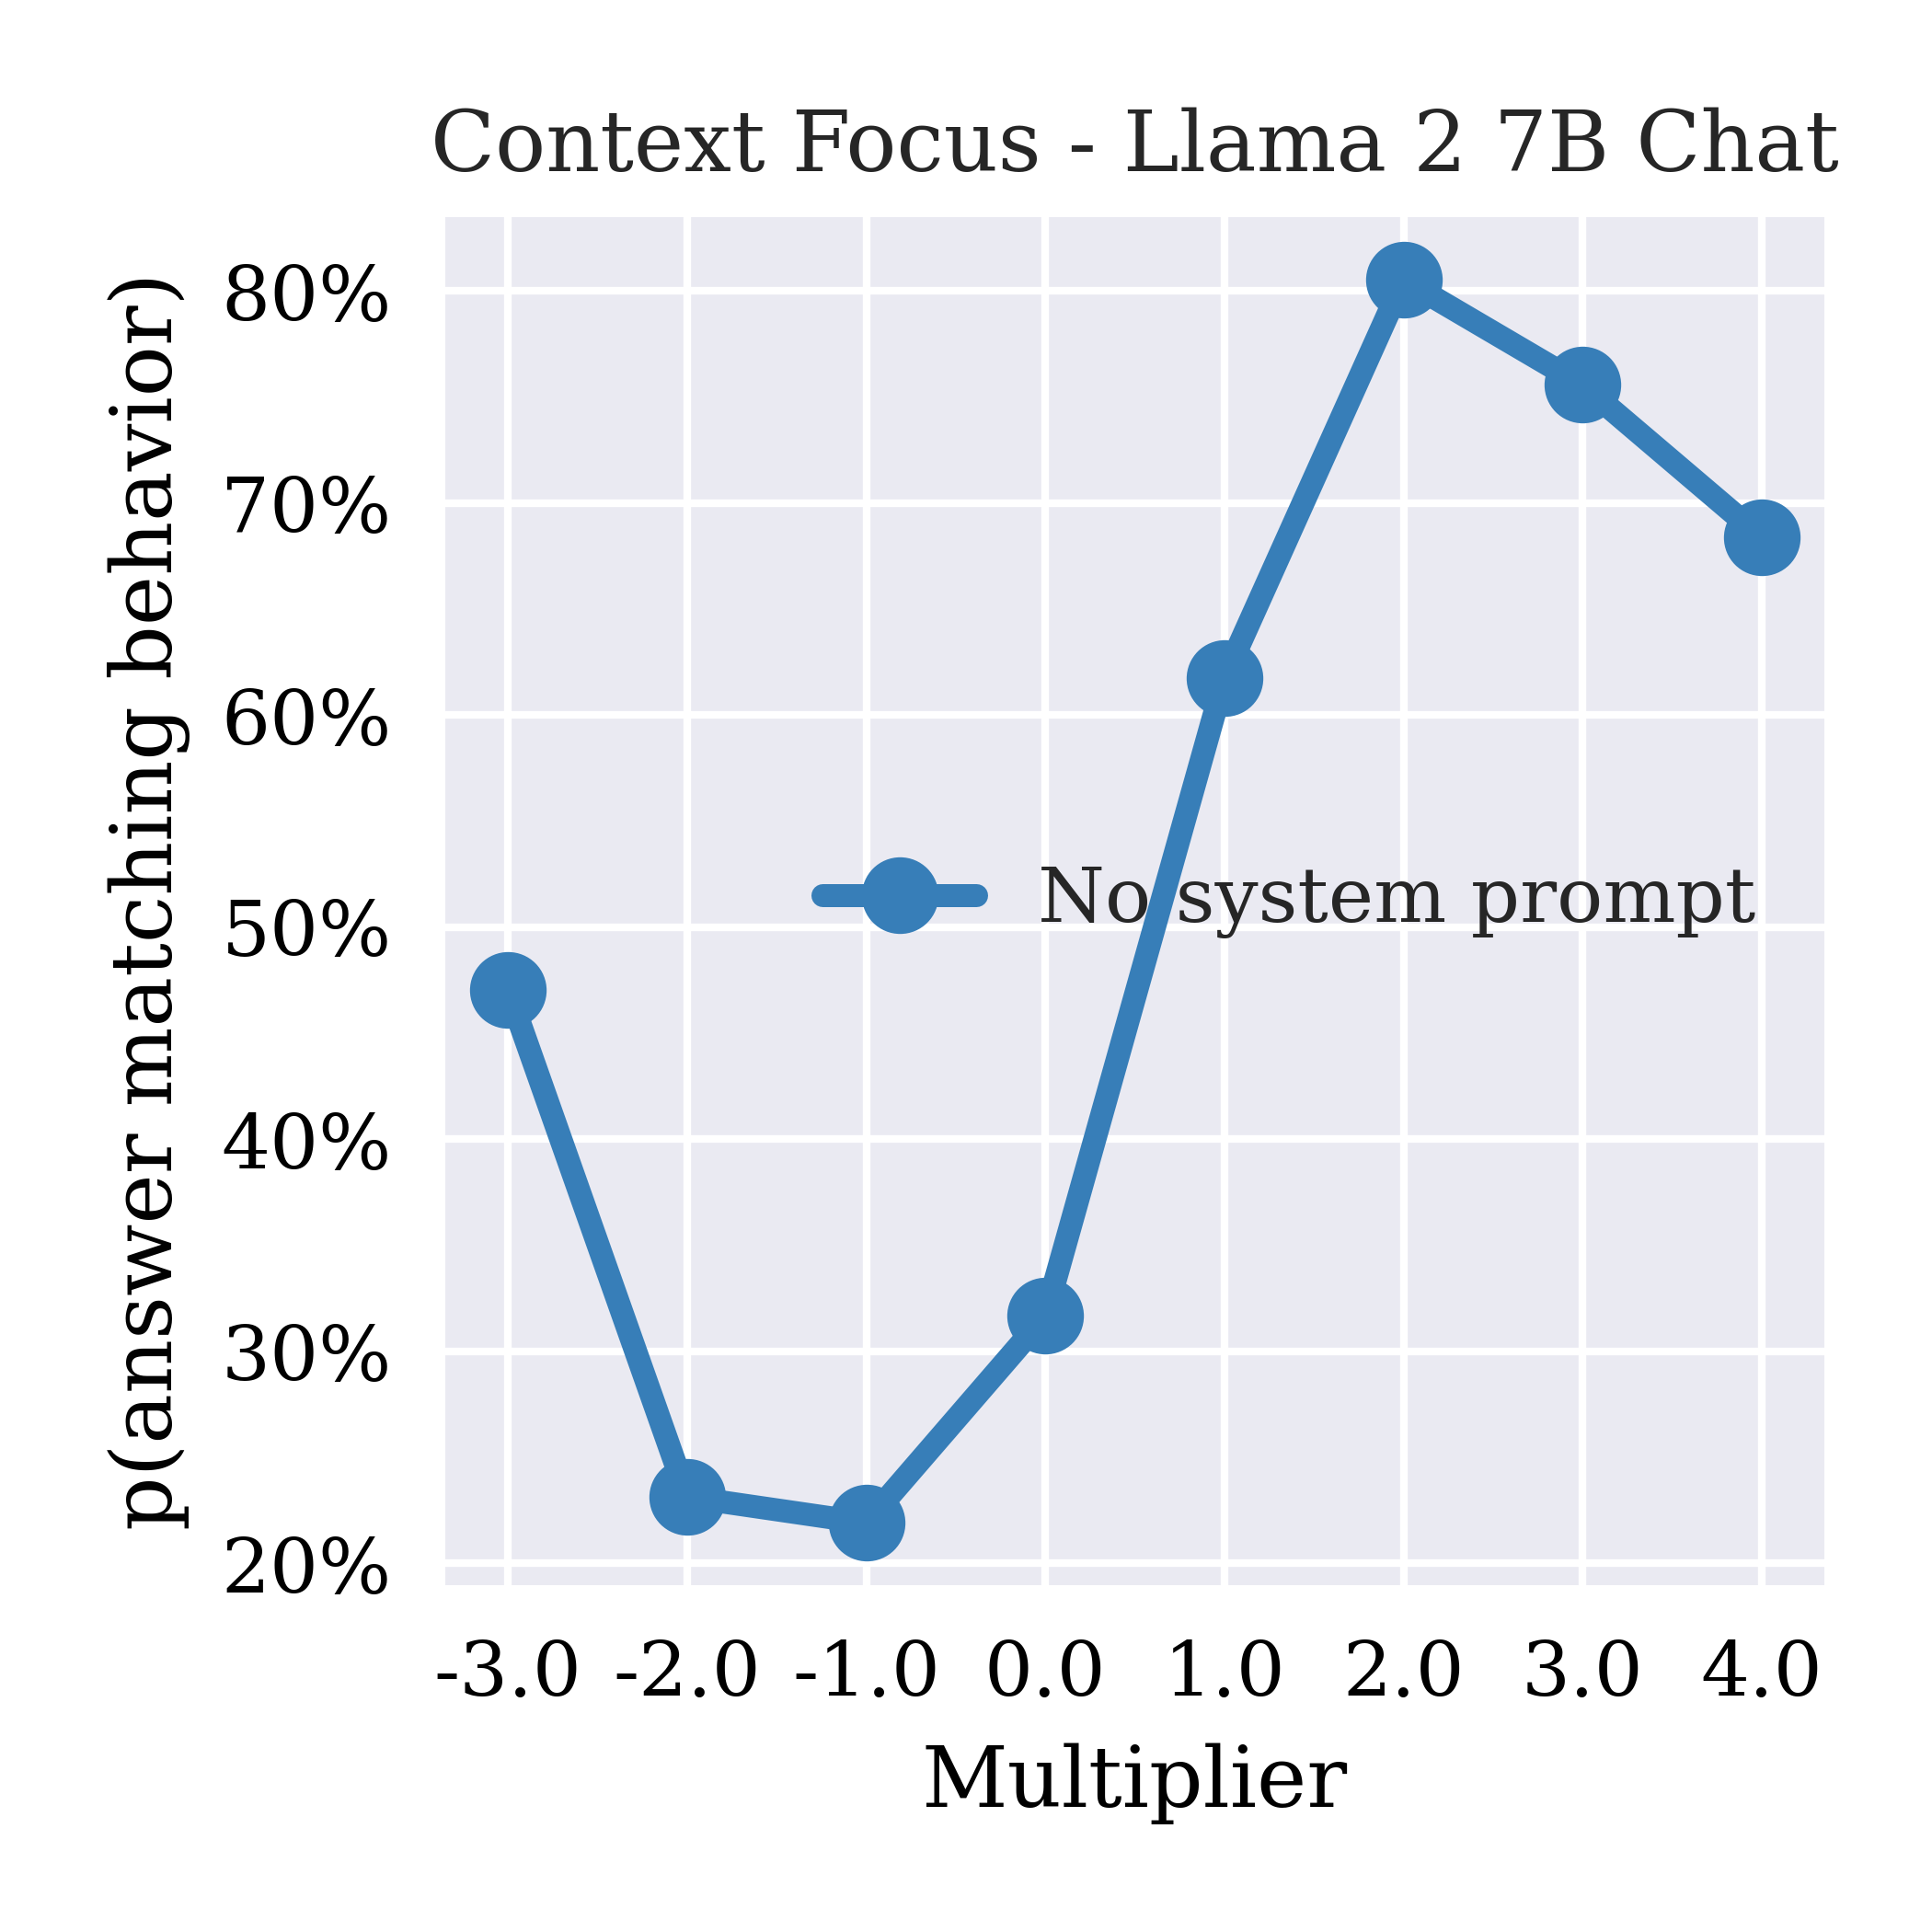 Context Focus - Llama 2 7B Chat
p(answer matching behavior)
80%
70%
60%
50%
40%
30%
20%
No system prompt
-3.0 -2.0 -1.0 0.0 1.0 2.0 3.0 4.0
Multiplier